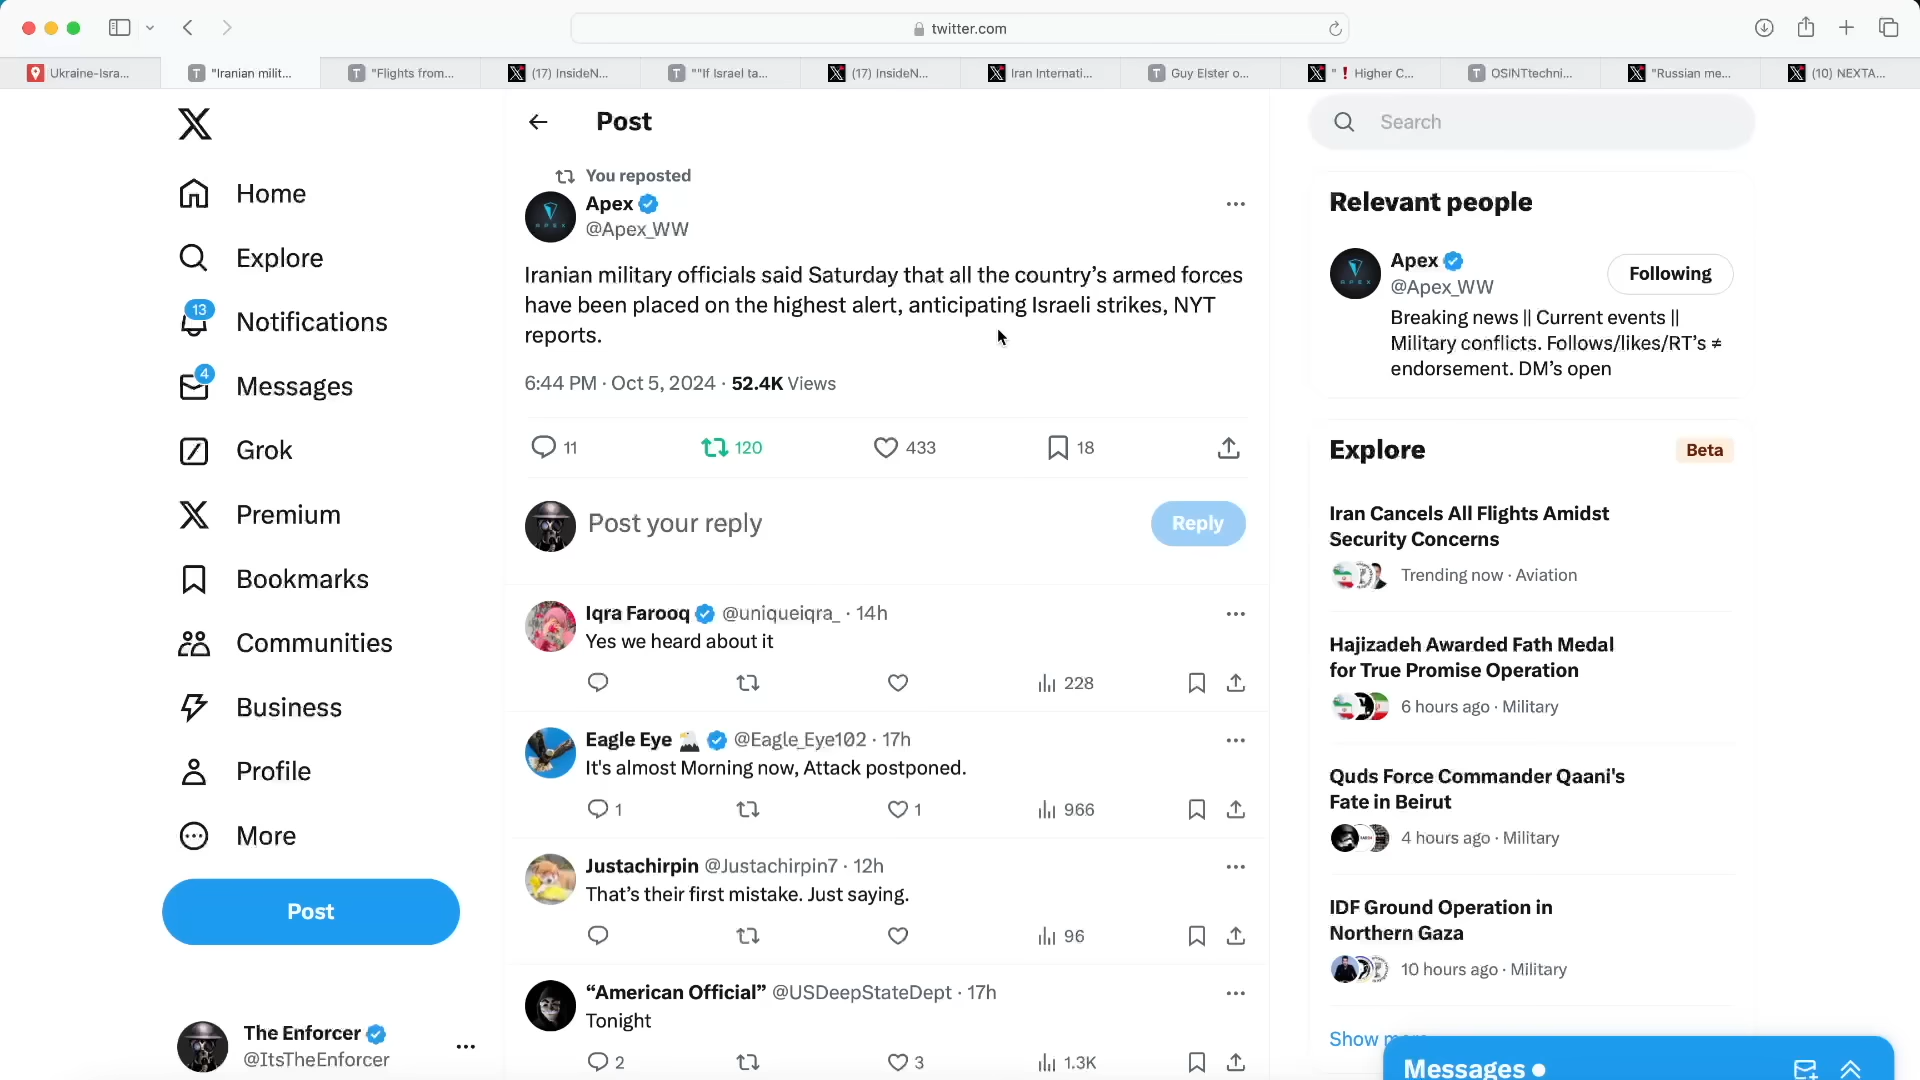 twitter.com
Ukraine-Isra...
"Iranian milit...
"Flights from...
(17) InsideN...
""If Israel ta...
(17) InsideN...
Iran Internati...
Guy Elster o...
"❗Higher C...
OSINTtechni...
"Russian me...
(10) NEXTA...
Home
Explore
13
Notifications
4
Messages
Grok
Premium
Bookmarks
Communities
Business
Profile
More
Post
The Enforcer
@ItsTheEnforcer
Post
You reposted
Apex
@Apex_WW
Iranian military officials said Saturday that all the country’s armed forces
have been placed on the highest alert, anticipating Israeli strikes, NYT
reports.
6:44 PM · Oct 5, 2024 · 52.4K Views
11 120 433 18
Post your reply
Reply
Iqra Farooq @uniqueiqra_ · 14h
Yes we heard about it
228
Eagle Eye @Eagle_Eye102 · 17h
It's almost Morning now, Attack postponed.
1 1 966
Justachirpin @Justachirpin7 · 12h
That’s their first mistake. Just saying.
96
“American Official” @USDeepStateDept · 17h
Tonight
2 3 1.3K
Search
Relevant people
Apex
@Apex_WW
Following
Breaking news || Current events ||
Military conflicts. Follows/likes/RT’s ≠
endorsement. DM’s open
Explore
Beta
Iran Cancels All Flights Amidst
Security Concerns
Trending now · Aviation
Hajizadeh Awarded Fath Medal
for True Promise Operation
6 hours ago · Military
Quds Force Commander Qaani's
Fate in Beirut
4 hours ago · Military
IDF Ground Operation in
Northern Gaza
10 hours ago · Military
Show more
Messages